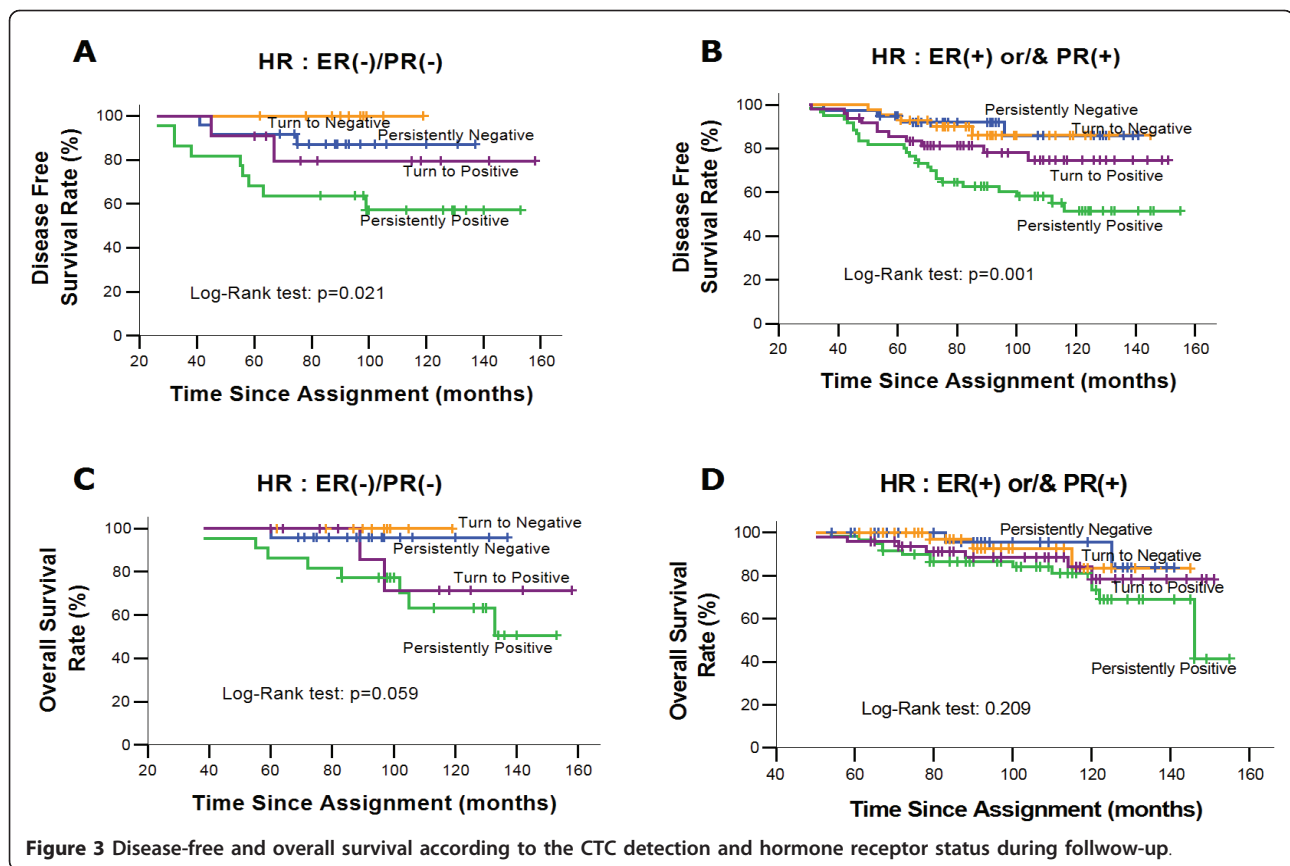 A
HR : ER(-)/PR(-)
Disease Free
Survival Rate (%)
100
80
60
40
20
0
Turn to Negative
Persistently Negative
Turn to Positive
Persistently Positive
Log-Rank test: p=0.021
20 40 60 80 100 120 140 160
Time Since Assignment (months)
B
HR : ER(+) or/& PR(+)
Disease Free
Survival Rate (%)
100
80
60
40
20
0
Persistently Negative
Turn to Negative
Turn to Positive
Persistently Positive
Log-Rank test: p=0.001
20 40 60 80 100 120 140 160
Time Since Assignment (months)
C
HR : ER(-)/PR(-)
Overall Survival
Rate (%)
100
80
60
40
20
0
Turn to Negative
Persistently Negative
Turn to Positive
Persistently Positive
Log-Rank test: p=0.059
20 40 60 80 100 120 140 160
Time Since Assignment (months)
D
HR : ER(+) or/& PR(+)
Overall Survival
Rate (%)
100
80
60
40
20
0
Persistently Negative
Turn to Negative
Turn to Positive
Persistently Positive
Log-Rank test: 0.209
40 60 80 100 120 140 160
Time Since Assignment (months)
Figure 3 Disease-free and overall survival according to the CTC detection and hormone receptor status during follwow-up.